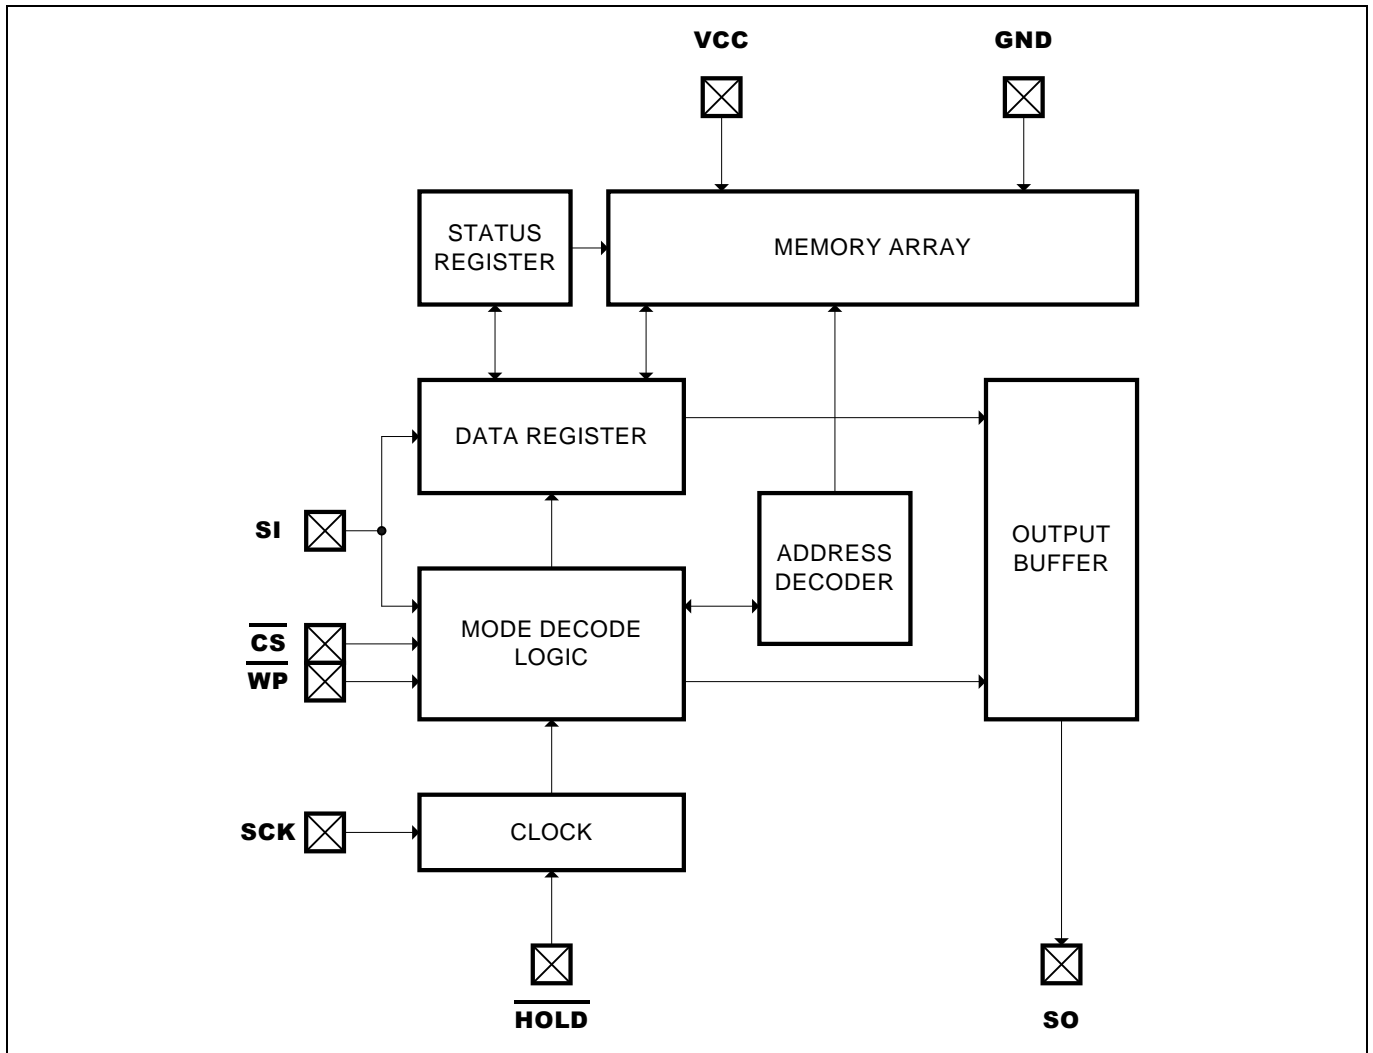 VCC
GND
STATUS
REGISTER
MEMORY ARRAY
DATA REGISTER
SI
ADDRESS
DECODER
OUTPUT
BUFFER
CS
WP
MODE DECODE
LOGIC
SCK
CLOCK
HOLD
SO